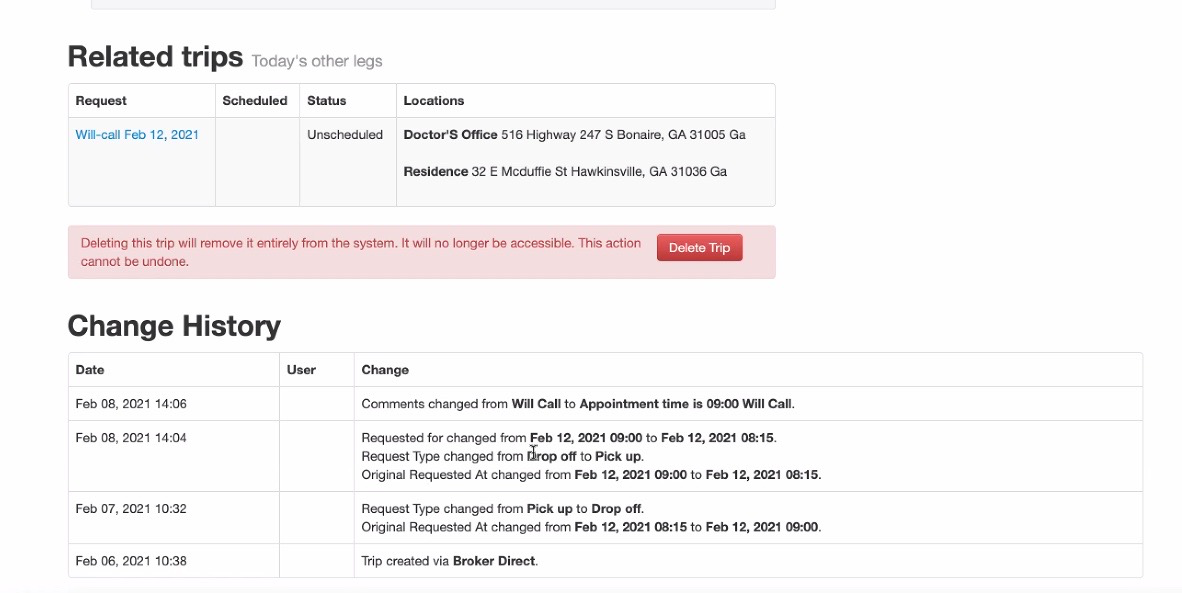 Related trips Today's other legs
Request Scheduled Status Locations
Will-call Feb 12, 2021 Unscheduled Doctor'S Office 516 Highway 247 S Bonaire, GA 31005 Ga
Residence 32 E Mcduffie St Hawkinsville, GA 31036 Ga
Deleting this trip will remove it entirely from the system. It will no longer be accessible. This action
cannot be undone.
Delete Trip
Change History
Date User Change
Feb 08, 2021 14:06 Comments changed from Will Call to Appointment time is 09:00 Will Call.
Feb 08, 2021 14:04 Requested for changed from Feb 12, 2021 09:00 to Feb 12, 2021 08:15.
Request Type changed from Drop off to Pick up.
Original Requested At changed from Feb 12, 2021 09:00 to Feb 12, 2021 08:15.
Feb 07, 2021 10:32 Request Type changed from Pick up to Drop off.
Original Requested At changed from Feb 12, 2021 08:15 to Feb 12, 2021 09:00.
Feb 06, 2021 10:38 Trip created via Broker Direct.